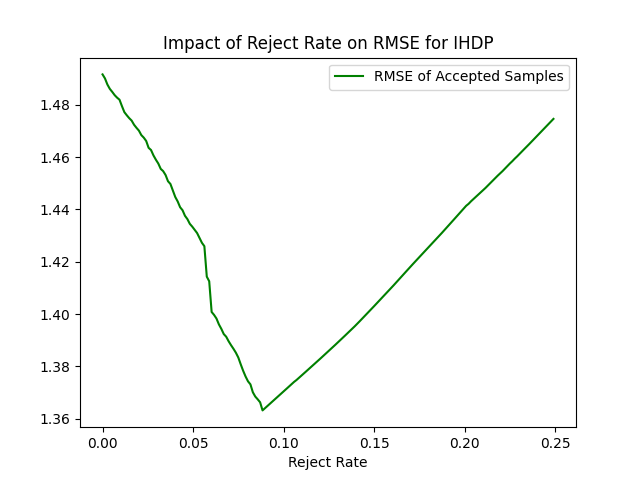 Impact of Reject Rate on RMSE for IHDP
RMSE of Accepted Samples
1.48
1.46
1.44
1.42
1.40
1.38
1.36
0.00 0.05 0.10 0.15 0.20 0.25
Reject Rate